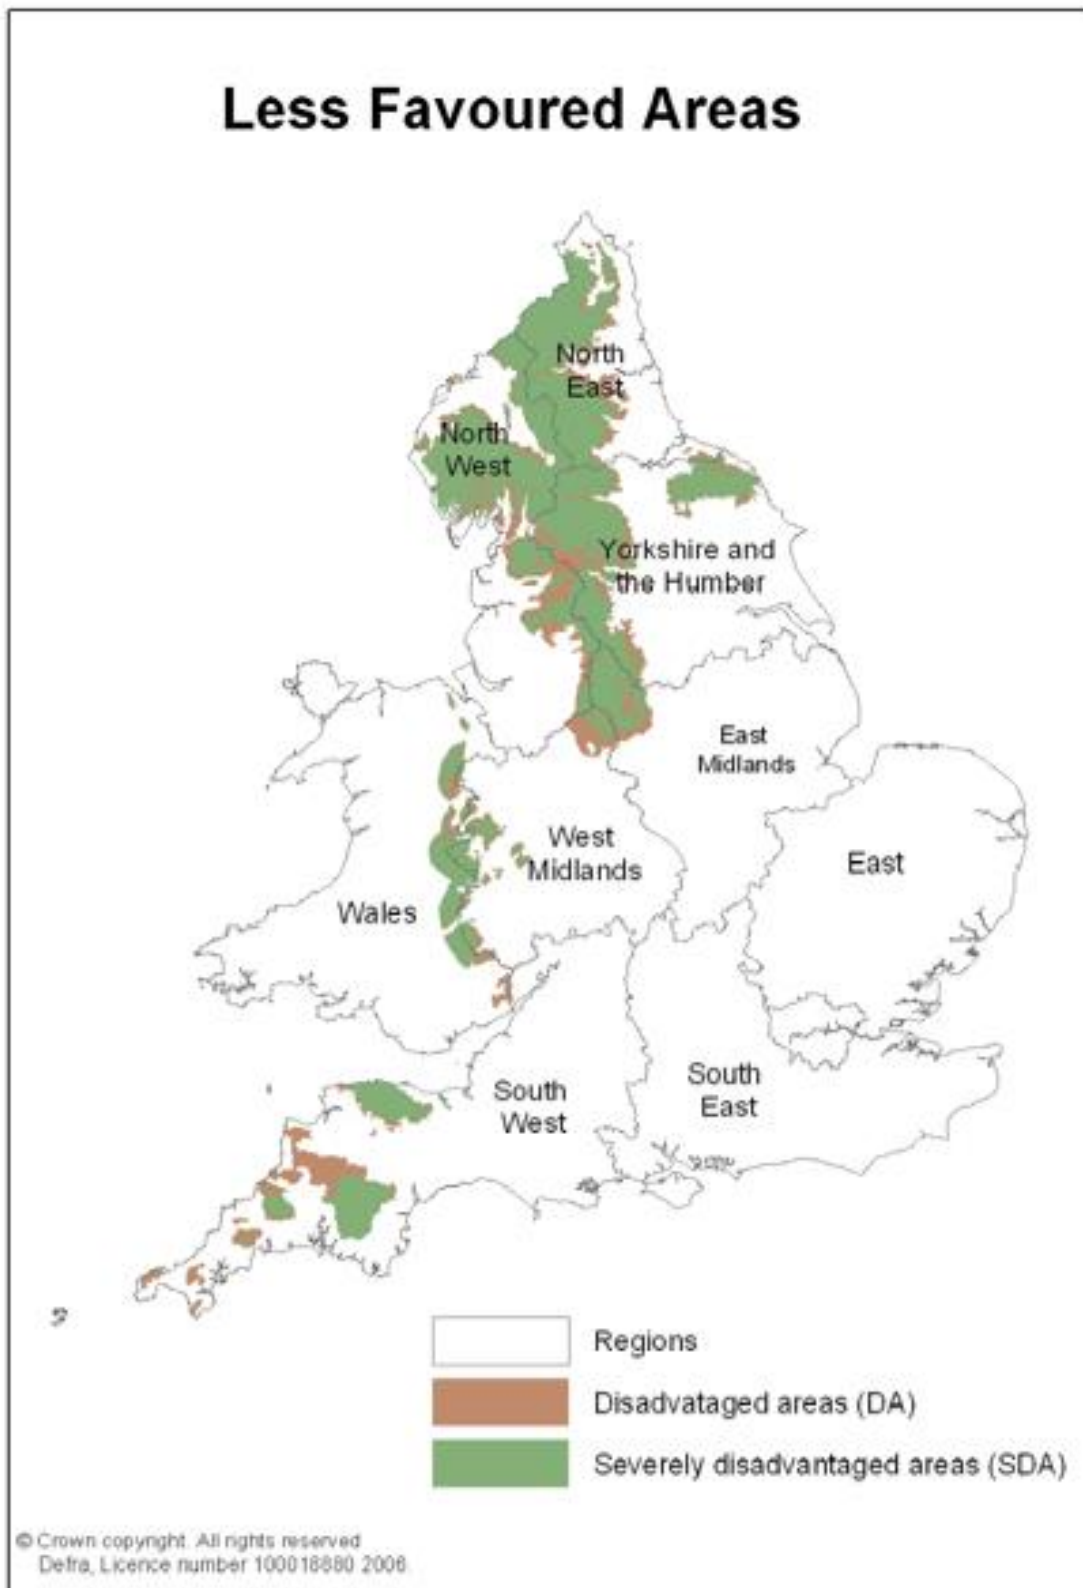 Less Favoured Areas
North
East
North
West
Yorkshire and
the Humber
East
Midlands
West
Midlands
East
Wales
South
West
South
East
Regions
Disadvataged areas (DA)
Severely disadvantaged areas (SDA)
© Crown copyright. All rights reserved
Defra, Licence number 100018880 2006.